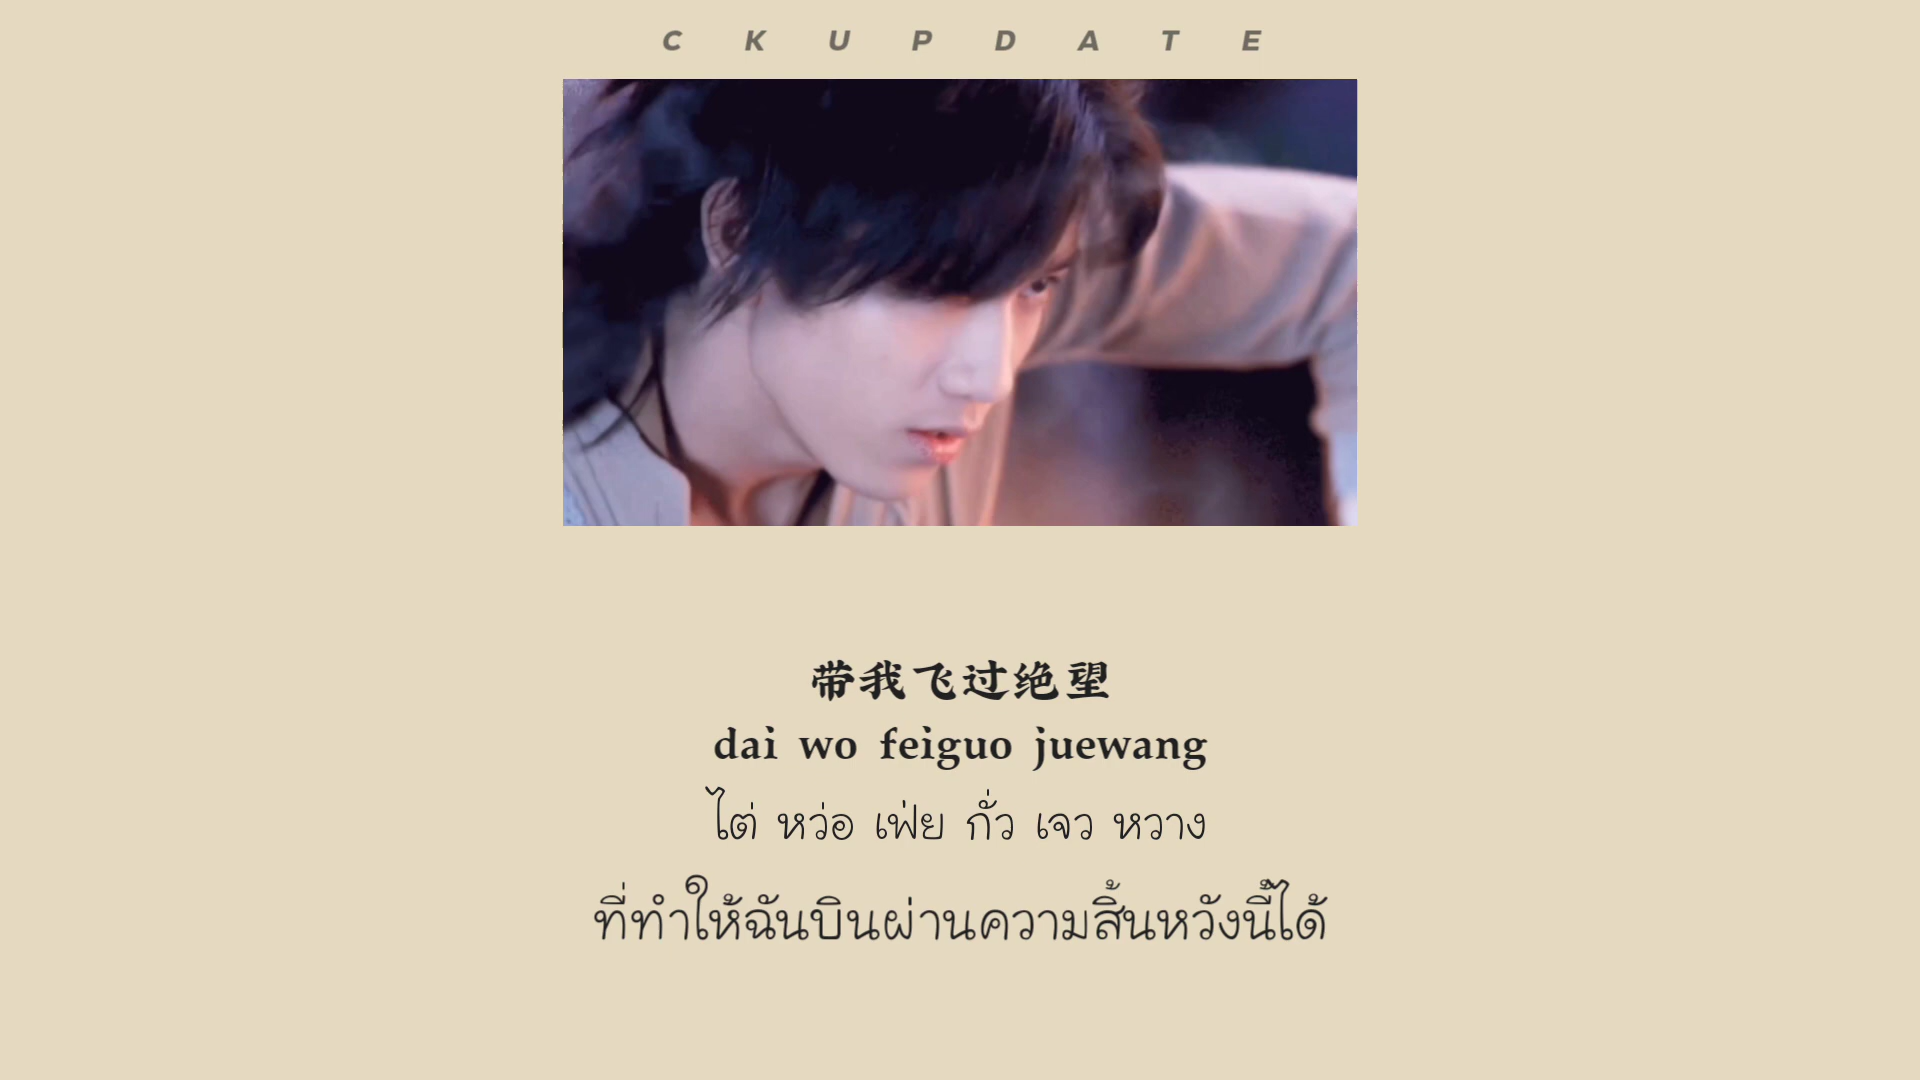 CKUPDATE
带我飞过绝望
dai wo feiguo juewang
ไต่ หว่อ เฟ่ย กั่ว เจว หวาง
ที่ทำให้ฉันบินผ่านความสิ้นหวังนี้ได้